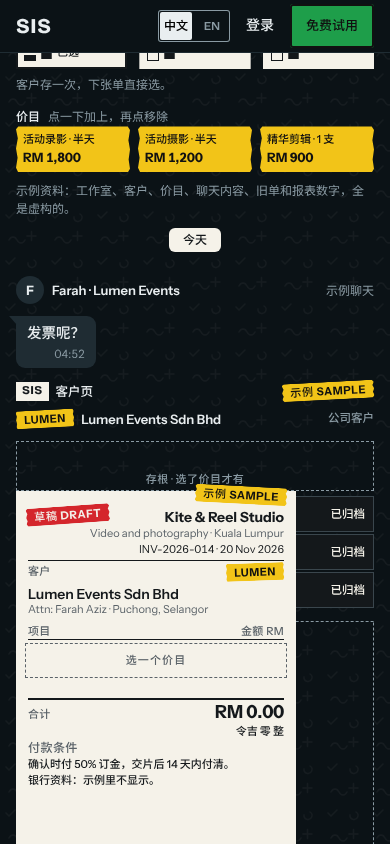 SIS
中文 EN
登录
免费试用
客户存一次，下张单直接选。
价目 点一下加上，再点移除
活动录影·半天
RM 1,800
活动摄影·半天
RM 1,200
精华剪辑·1支
RM 900
示例资料：工作室、客户、价目、聊天内容、旧单和报表数字，全
是虚构的。
今天
F Farah · Lumen Events
示例聊天
发票呢？
04:52
SIS 客户页
示例 SAMPLE
LUMEN Lumen Events Sdn Bhd
公司客户
存根 · 选了价目才有
示例 SAMPLE
草稿 DRAFT
Kite & Reel Studio
Video and photography · Kuala Lumpur
INV-2026-014 · 20 Nov 2026
已归档
已归档
已归档
客户
LUMEN
Lumen Events Sdn Bhd
Attn: Farah Aziz · Puchong, Selangor
项目 金额 RM
选一个价目
合计 RM 0.00
令吉零整
付款条件
确认时付 50% 订金，交片后 14 天内付清。
银行资料：示例里不显示。